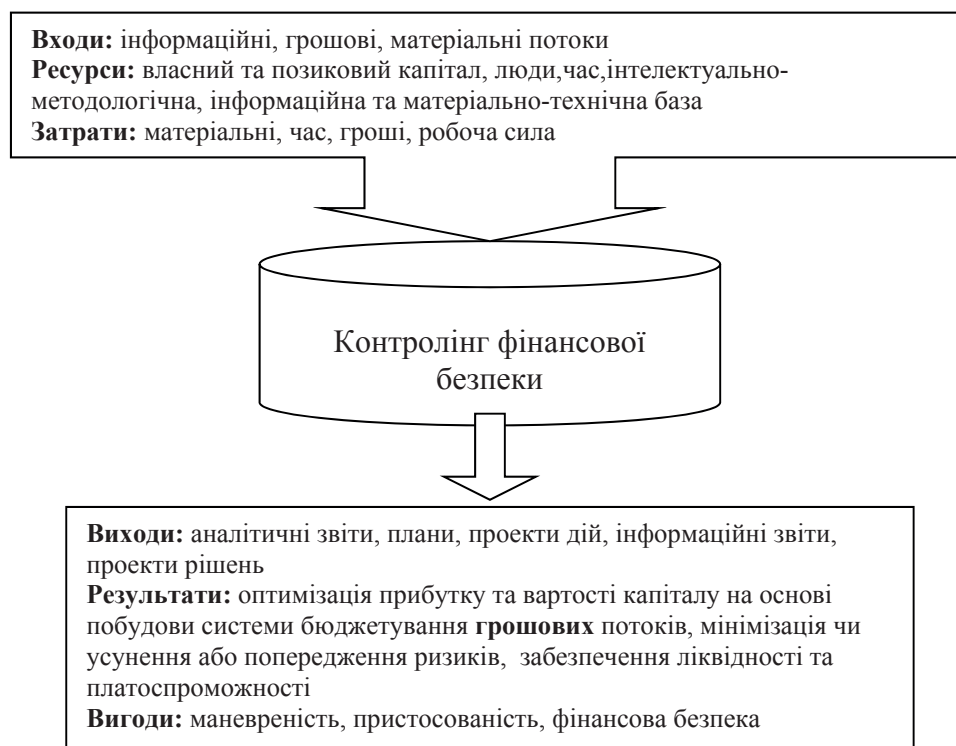 Входи: інформаційні, грошові, матеріальні потоки
Ресурси: власний та позиковий капітал, люди,час,інтелектуально-
методологічна, інформаційна та матеріально-технічна база
Затрати: матеріальні, час, гроші, робоча сила
Контролінг фінансової
безпеки
Виходи: аналітичні звіти, плани, проекти дій, інформаційні звіти,
проекти рішень
Результати: оптимізація прибутку та вартості капіталу на основі
побудови системи бюджетування грошових потоків, мінімізація чи
усунення або попередження ризиків, забезпечення ліквідності та
платоспроможності
Вигоди: маневреність, пристосованість, фінансова безпека